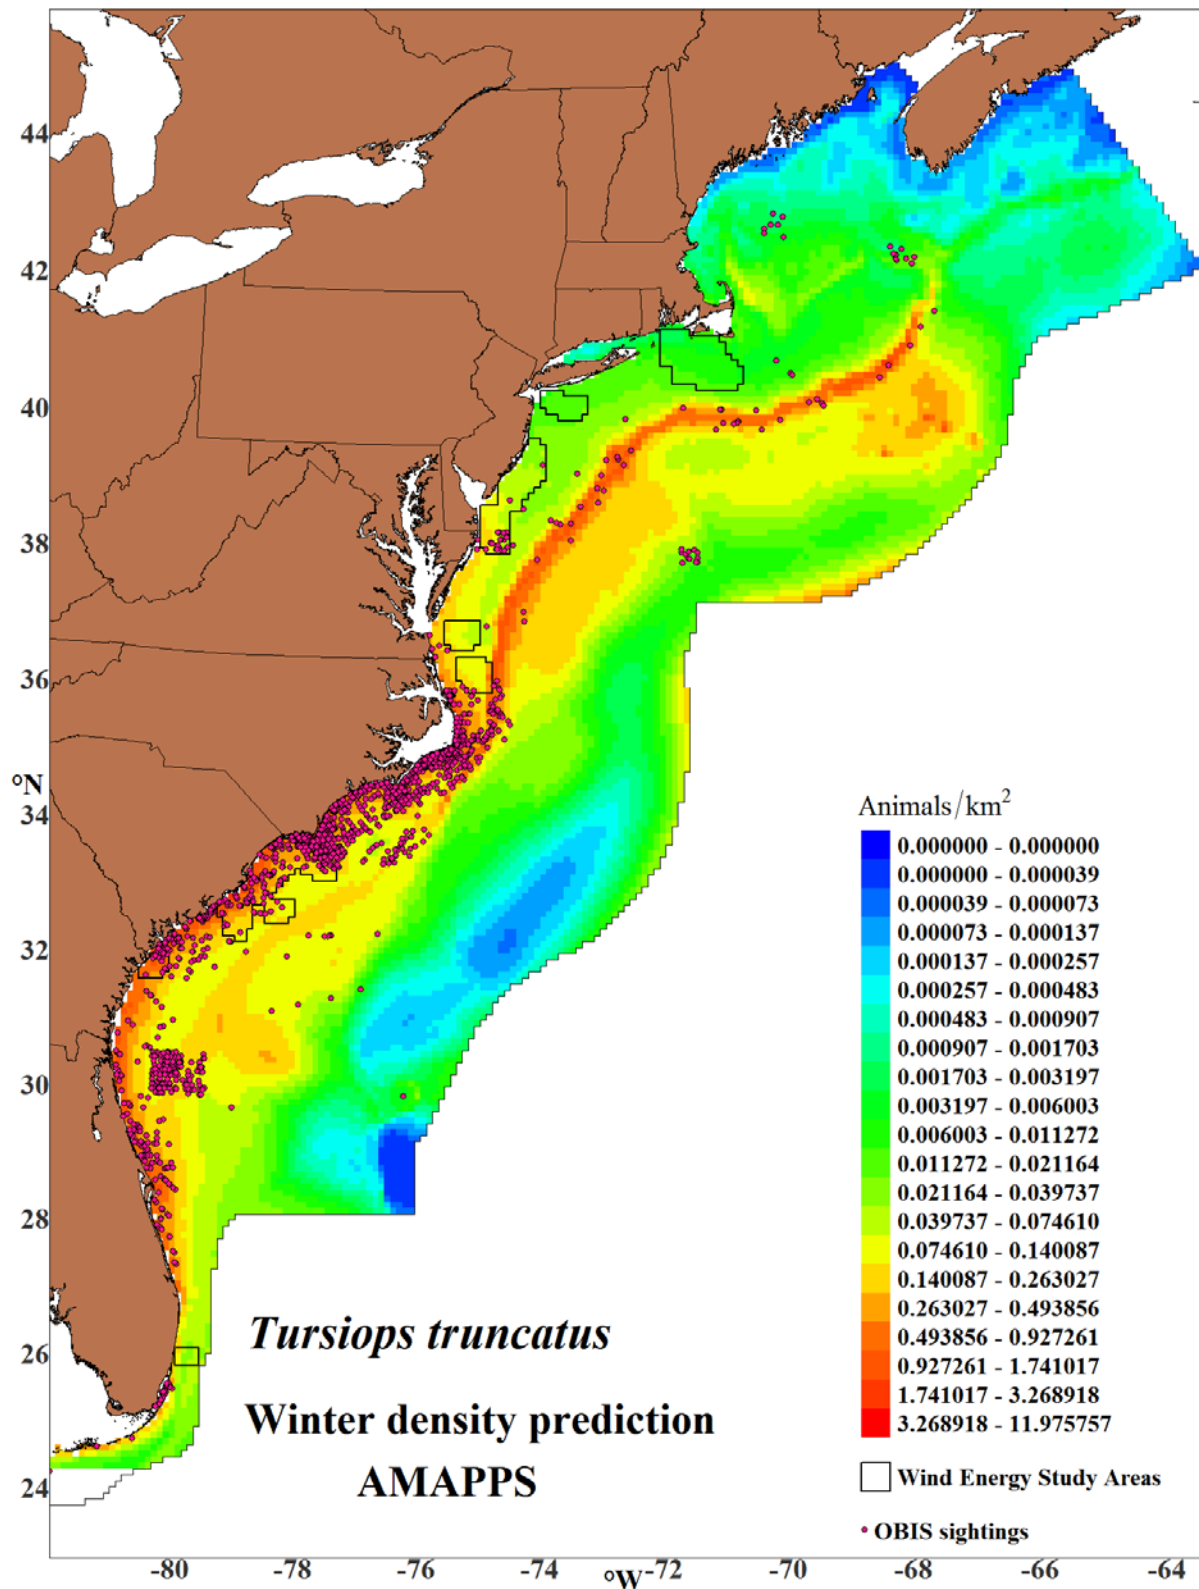 44
42
40
38
36
°N
34
32
30
28
26
24
Animals/km²
0.000000 - 0.000000
0.000000 - 0.000039
0.000039 - 0.000073
0.000073 - 0.000137
0.000137 - 0.000257
0.000257 - 0.000483
0.000483 - 0.000907
0.000907 - 0.001703
0.001703 - 0.003197
0.003197 - 0.006003
0.006003 - 0.011272
0.011272 - 0.021164
0.021164 - 0.039737
0.039737 - 0.074610
0.074610 - 0.140087
0.140087 - 0.263027
0.263027 - 0.493856
0.493856 - 0.927261
0.927261 - 1.741017
1.741017 - 3.268918
3.268918 - 11.975757
Wind Energy Study Areas
OBIS sightings
Tursiops truncatus
Winter density prediction
AMAPPS
-80 -78 -76 -74 °W -72 -70 -68 -66 -64